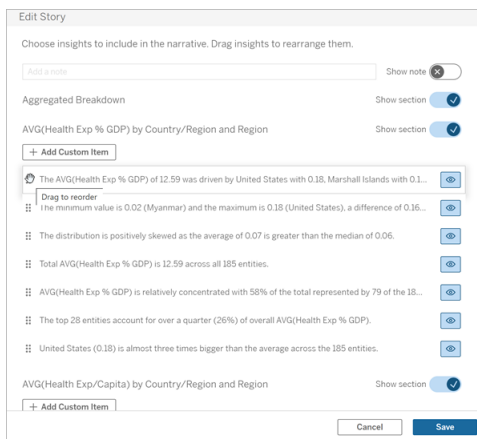 Edit Story
Choose insights to include in the narrative. Drag insights to rearrange them.
Add a note
Show note
Aggregated Breakdown
Show section
AVG(Health Exp % GDP) by Country/Region and Region
Show section
+ Add Custom Item
The AVG(Health Exp % GDP) of 12.59 was driven by United States with 0.18, Marshall Islands with 0.1...
Drag to reorder
The minimum value is 0.02 (Myanmar) and the maximum is 0.18 (United States), a difference of 0.16...
The distribution is positively skewed as the average of 0.07 is greater than the median of 0.06.
Total AVG(Health Exp % GDP) is 12.59 across all 185 entities.
AVG(Health Exp % GDP) is relatively concentrated with 58% of the total represented by 79 of the 18...
The top 28 entities account for over a quarter (26%) of overall AVG(Health Exp % GDP).
United States (0.18) is almost three times bigger than the average across the 185 entities.
AVG(Health Exp/Capita) by Country/Region and Region
Show section
+ Add Custom Item
Cancel
Save